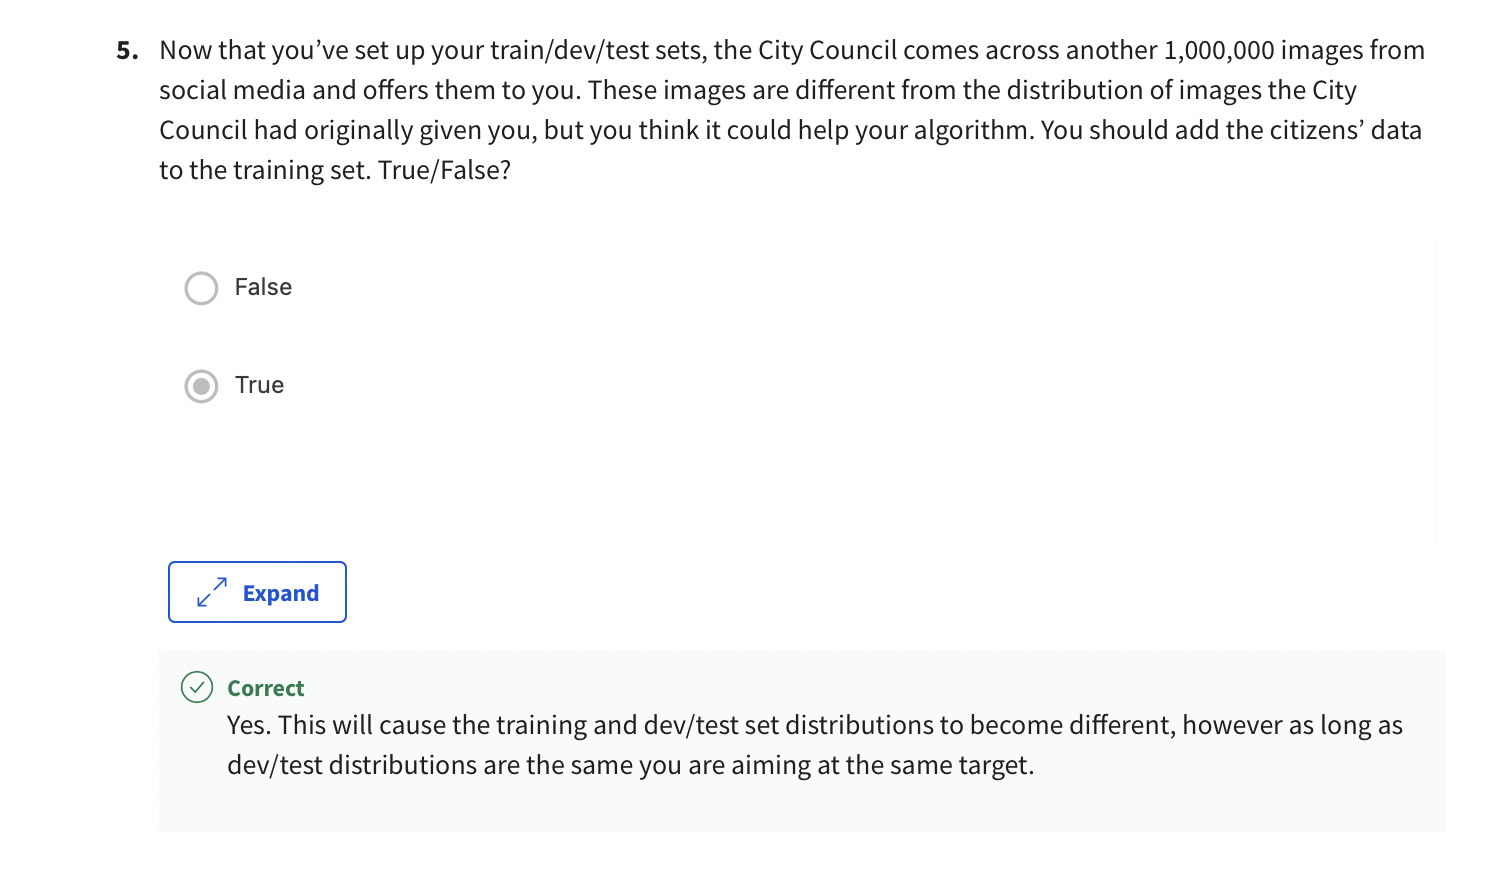 5. Now that you’ve set up your train/dev/test sets, the City Council comes across another 1,000,000 images from
social media and offers them to you. These images are different from the distribution of images the City
Council had originally given you, but you think it could help your algorithm. You should add the citizens’ data
to the training set. True/False?
False
True
Expand
Correct
Yes. This will cause the training and dev/test set distributions to become different, however as long as
dev/test distributions are the same you are aiming at the same target.